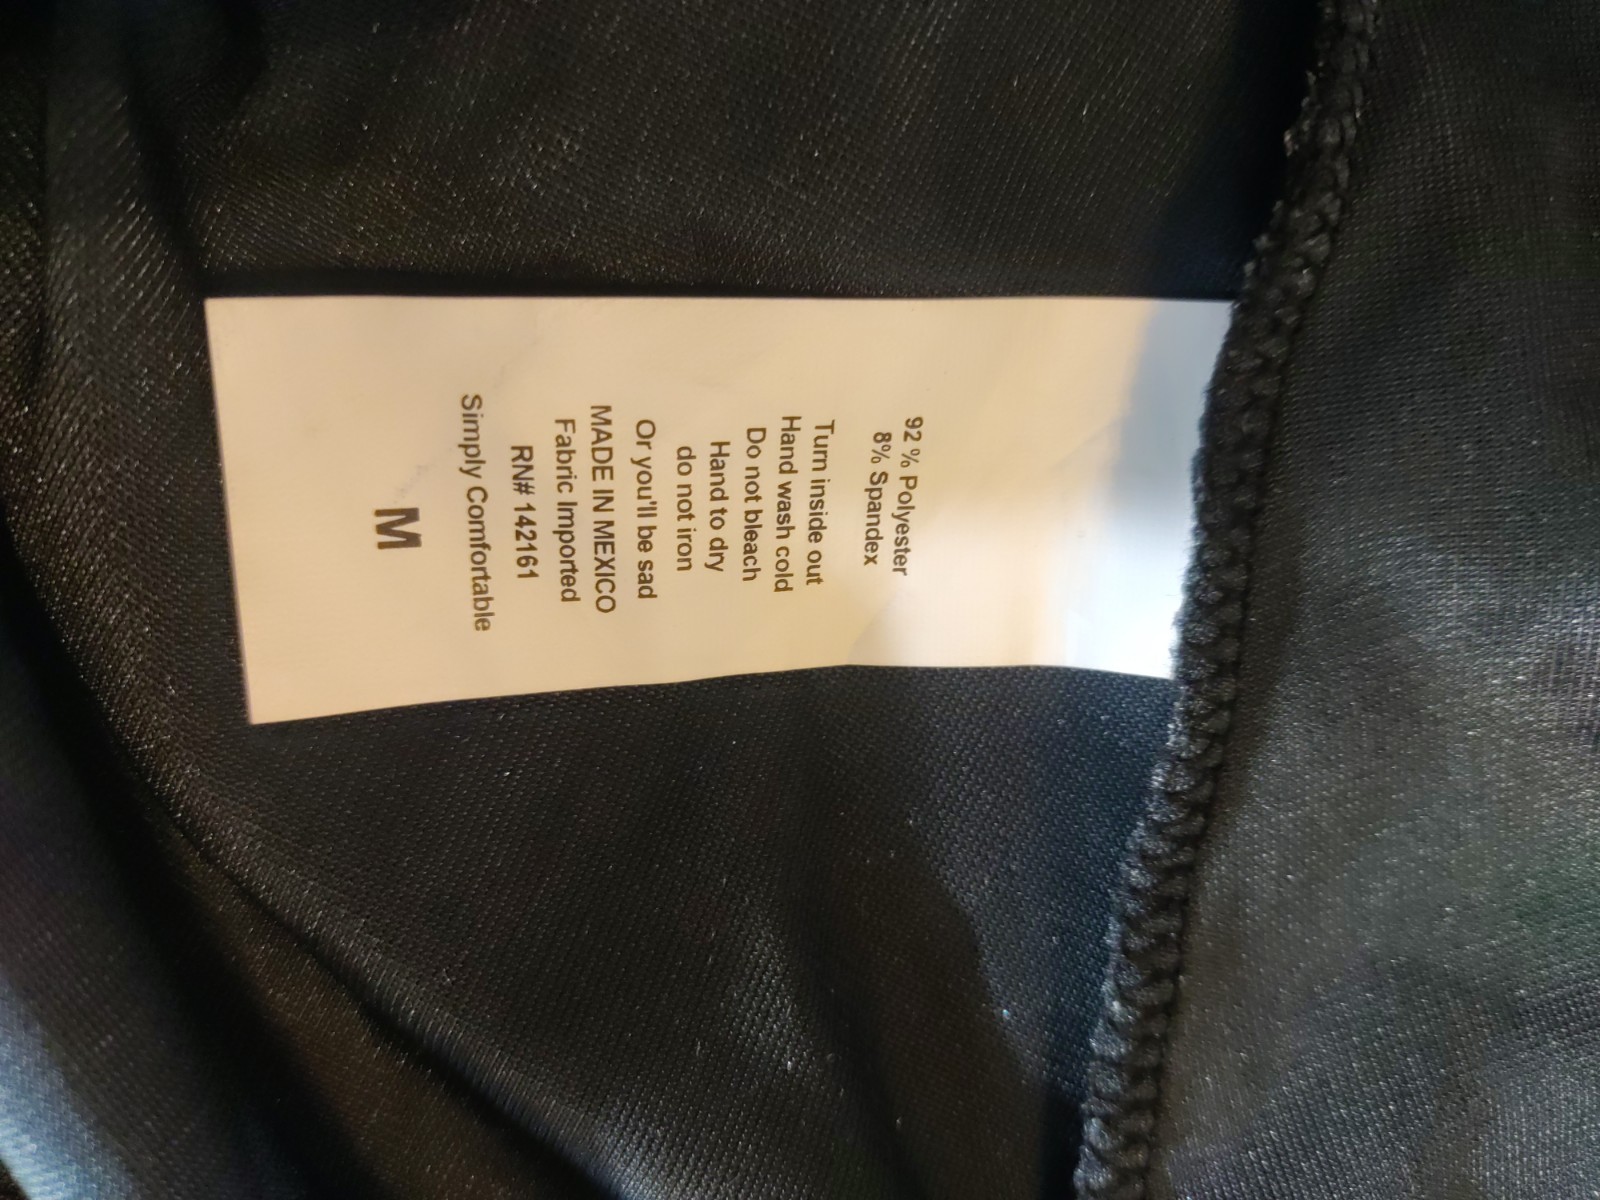 92 % Polyester
8% Spandex
Turn inside out
Hand wash cold
Do not bleach
Hand to dry
do not iron
Or you'll be sad
MADE IN MEXICO
Fabric Imported
RN# 142161
Simply Comfortable
M